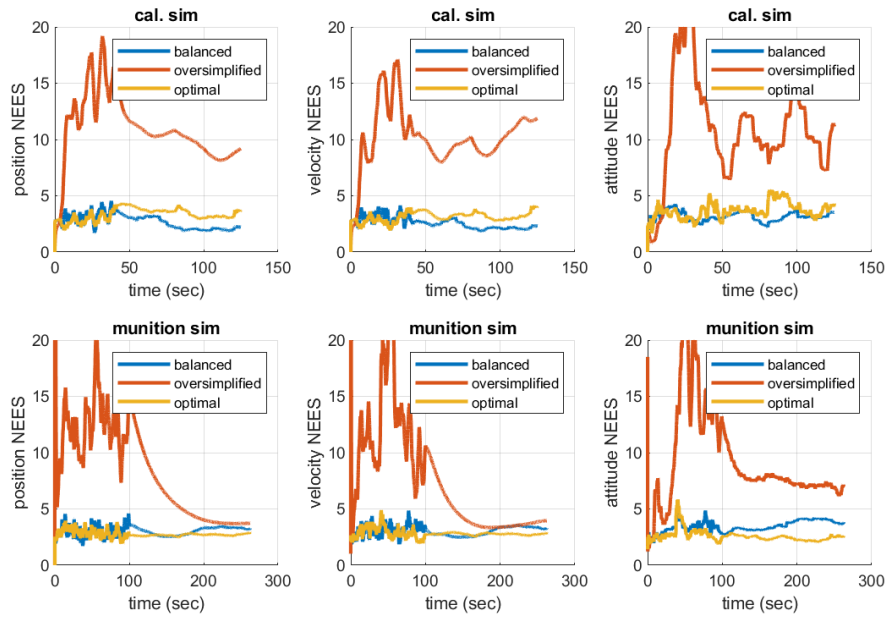 cal. sim
position NEES
20
15
10
5
0
balanced
oversimplified
optimal
0 50 100 150
time (sec)
cal. sim
velocity NEES
20
15
10
5
0
balanced
oversimplified
optimal
0 50 100 150
time (sec)
cal. sim
attitude NEES
20
15
10
5
0
balanced
oversimplified
optimal
0 50 100 150
time (sec)
munition sim
position NEES
20
15
10
5
0
balanced
oversimplified
optimal
0 100 200 300
time (sec)
munition sim
velocity NEES
20
15
10
5
0
balanced
oversimplified
optimal
0 100 200 300
time (sec)
munition sim
attitude NEES
20
15
10
5
0
balanced
oversimplified
optimal
0 100 200 300
time (sec)